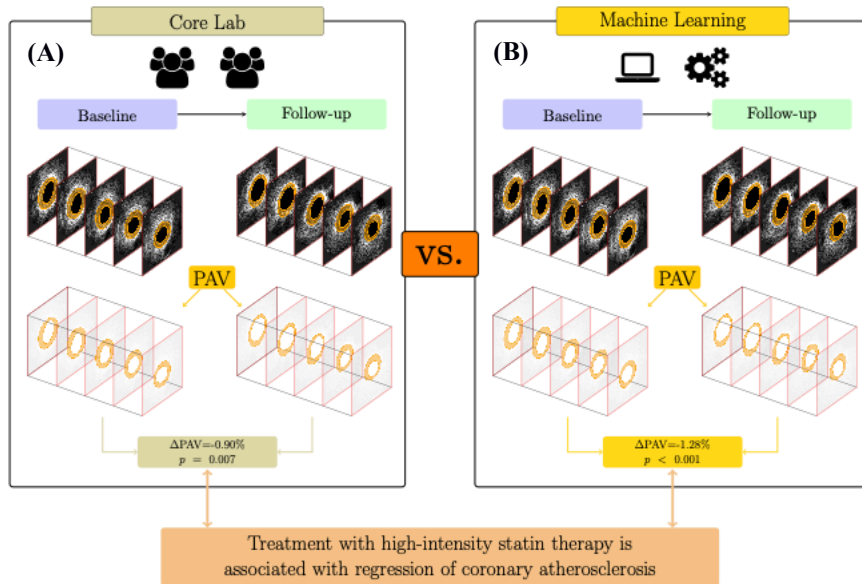 Core Lab
(A)
Baseline
Follow-up
PAV
ΔPAV=-0.90%
p = 0.007
vs.
Machine Learning
(B)
Baseline
Follow-up
PAV
ΔPAV=-1.28%
p < 0.001
Treatment with high-intensity statin therapy is
associated with regression of coronary atherosclerosis